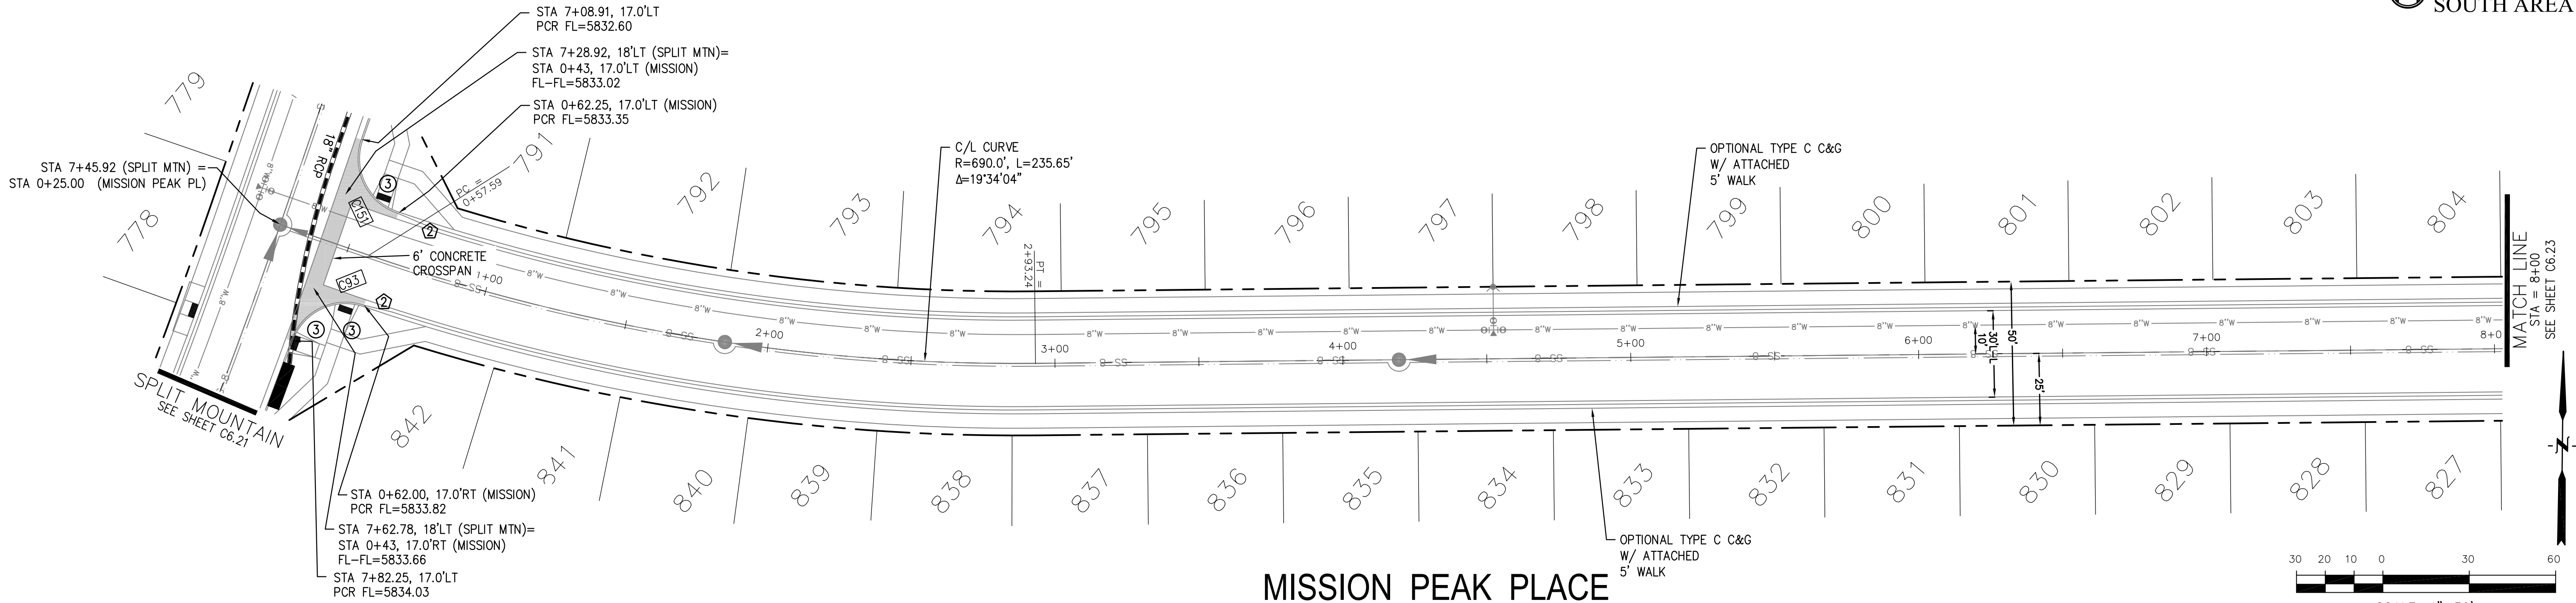 SOUTH AREA
STA 7+08.91, 17.0'LT
PCR FL=5832.60
STA 7+28.92, 18'LT (SPLIT MTN)=
STA 0+43, 17.0'LT (MISSION)
FL-FL=5833.02
STA 0+62.25, 17.0'LT (MISSION)
PCR FL=5833.35
STA 7+45.92 (SPLIT MTN) =
STA 0+25.00 (MISSION PEAK PL)
779
778
18" RCP
C151
C93
3
2
2
3
3
6' CONCRETE
CROSSPAN
PC =
0+57.59
791
792
793
794
795
796
797
798
799
800
801
802
803
804
C/L CURVE
R=690.0', L=235.65'
Δ=19°34'04"
PT =
2+93.24
OPTIONAL TYPE C C&G
W/ ATTACHED
5' WALK
1+00
2+00
3+00
4+00
5+00
6+00
7+00
8+0
8"W
8-SS
10'
30'L-L
50'
25'
MATCH LINE
STA = 8+00
SEE SHEET C6.23
SPLIT MOUNTAIN
SEE SHEET C6.21
842
841
840
839
838
837
836
835
834
833
832
831
830
829
828
827
STA 0+62.00, 17.0'RT (MISSION)
PCR FL=5833.82
STA 7+62.78, 18'LT (SPLIT MTN)=
STA 0+43, 17.0'RT (MISSION)
FL-FL=5833.66
STA 7+82.25, 17.0'LT
PCR FL=5834.03
OPTIONAL TYPE C C&G
W/ ATTACHED
5' WALK
MISSION PEAK PLACE
N
30 20 10 0 30 60